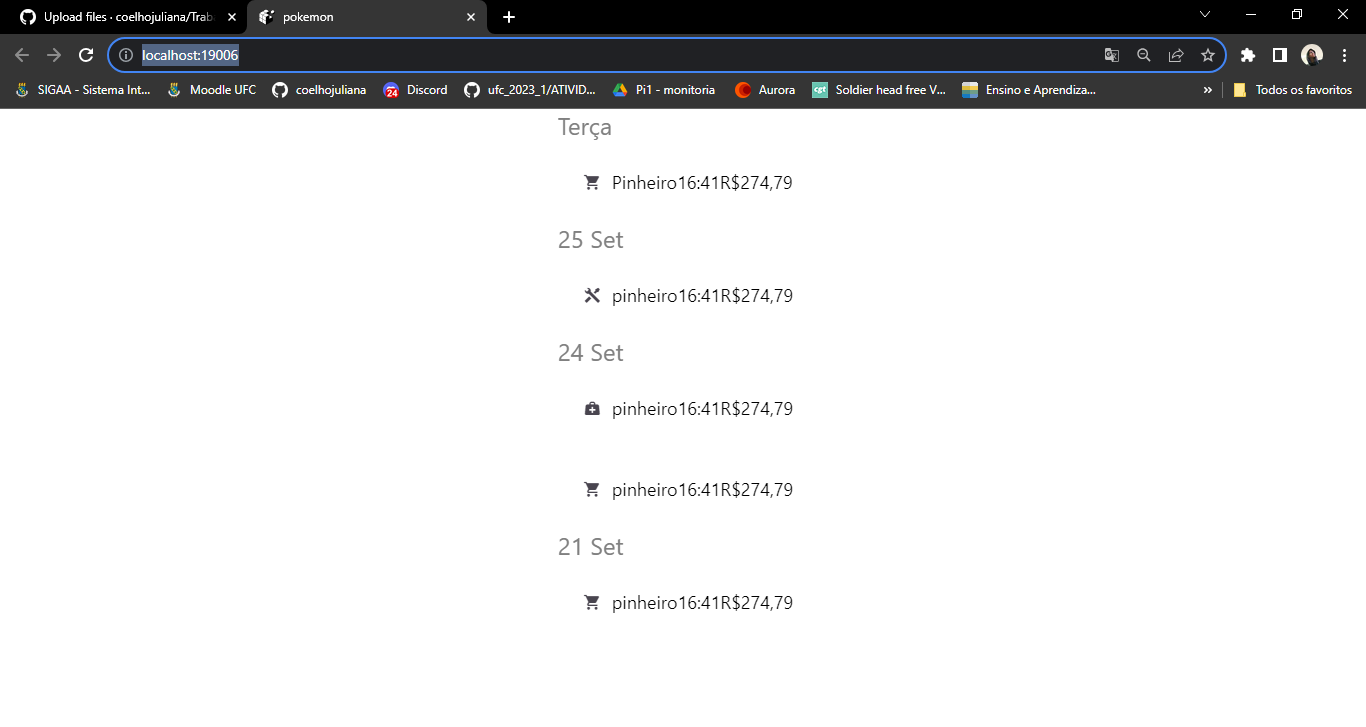 Upload files · coelhojuliana/Trab
pokemon
localhost:19006
SIGAA - Sistema Int...
Moodle UFC
coelhojuliana
24
Discord
ufc_2023_1/ATIVID...
Pi1 - monitoria
Aurora
cgt
Soldier head free V...
Ensino e Aprendiza...
»
Todos os favoritos
Terça
Pinheiro16:41R$274,79
25 Set
pinheiro16:41R$274,79
24 Set
pinheiro16:41R$274,79
pinheiro16:41R$274,79
21 Set
pinheiro16:41R$274,79